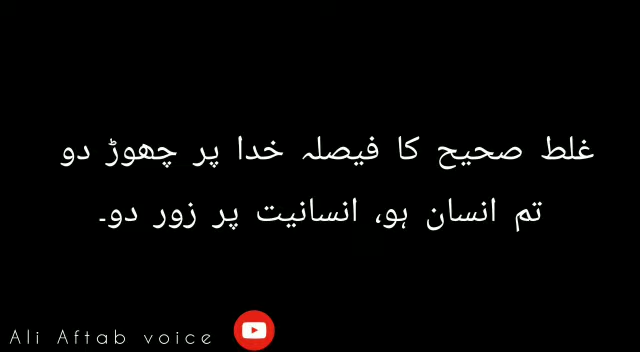 غلط صحیح کا فیصلہ خدا پر چھوڑ دو
تم انسان ہو، انسانیت پر زور دو۔
Ali Aftab voice